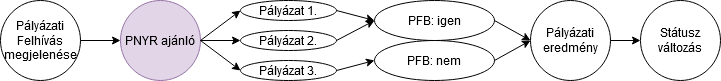 Pályázati
Felhívás
megjelenése
PNYR ajánló
Pályázat 1.
Pályázat 2.
Pályázat 3.
PFB: igen
PFB: nem
Pályázati
eredmény
Státusz
változás